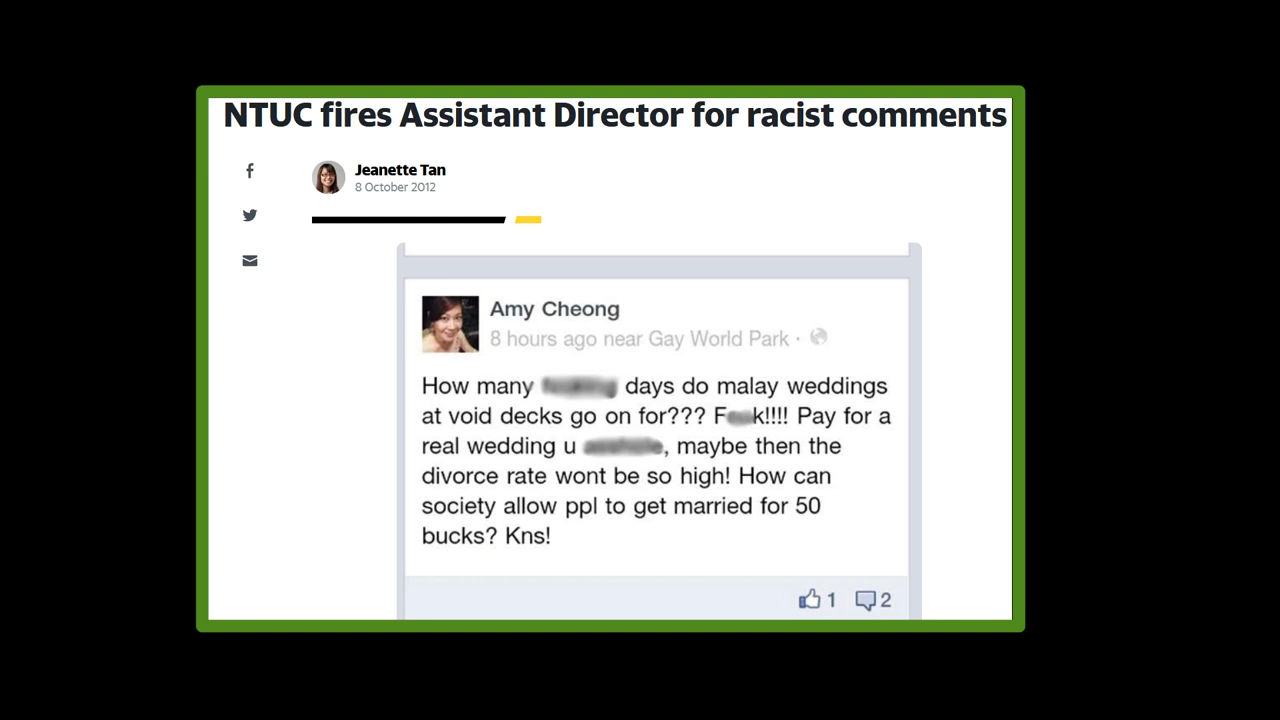 NTUC fires Assistant Director for racist comments
Jeanette Tan
8 October 2012
Amy Cheong
8 hours ago near Gay World Park ·
How many days do malay weddings
at void decks go on for??? F k!!!! Pay for a
real wedding u , maybe then the
divorce rate wont be so high! How can
society allow ppl to get married for 50
bucks? Kns!
1 2